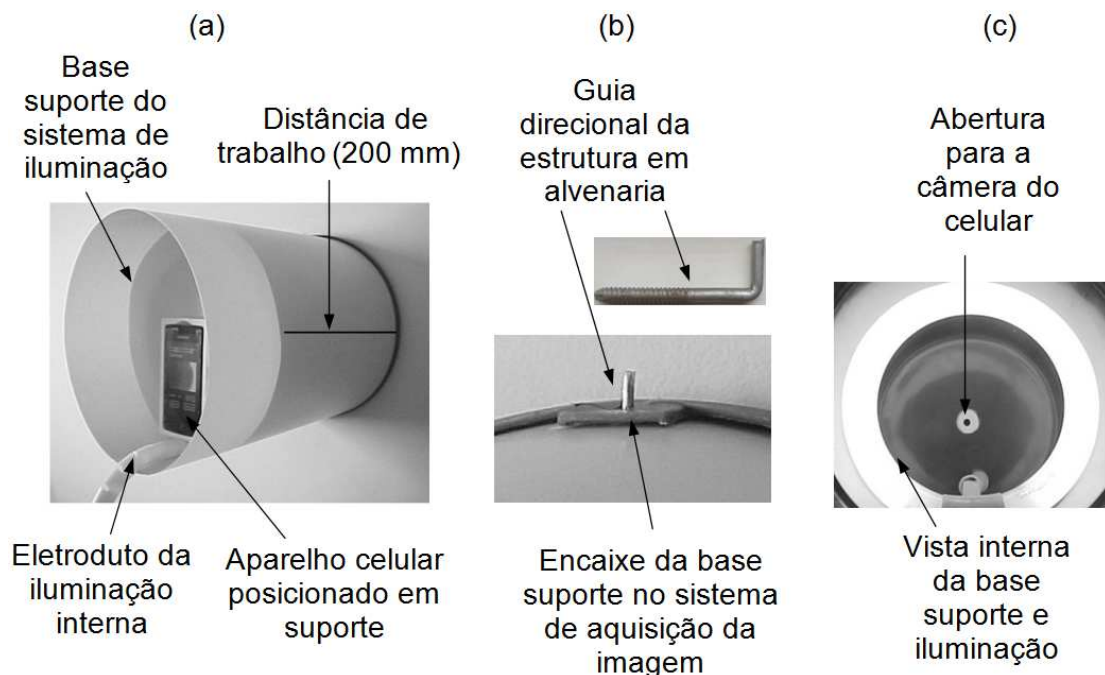 (a)
Base
suporte do
sistema de
iluminação
Distância de
trabalho (200 mm)
Eletroduto da
iluminação
interna
Aparelho celular
posicionado em
suporte
(b)
Guia
direcional da
estrutura em
alvenaria
Encaixe da base
suporte no sistema
de aquisição da
imagem
(c)
Abertura
para a
câmera do
celular
Vista interna
da base
suporte e
iluminação